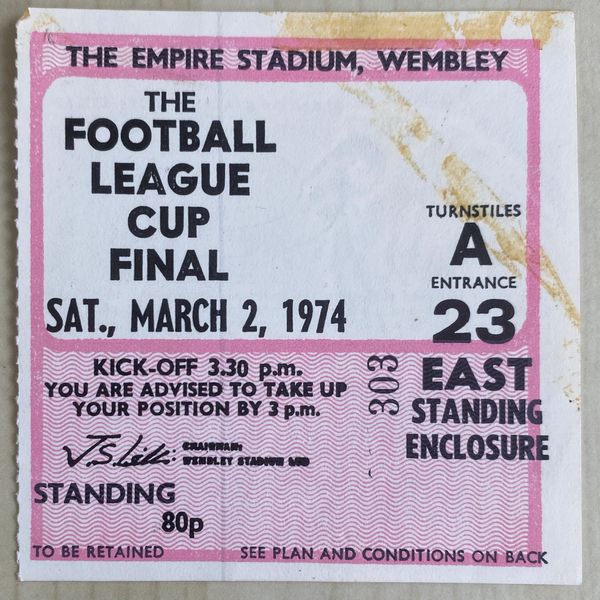 THE EMPIRE STADIUM, WEMBLEY
THE
FOOTBALL
LEAGUE
CUP
FINAL
SAT., MARCH 2, 1974
TURNSTILES
A
ENTRANCE
23
EAST
STANDING
ENCLOSURE
KICK-OFF 3.30 p.m.
YOU ARE ADVISED TO TAKE UP
YOUR POSITION BY 3 p.m.
303
CHAIRMAN:
WEMBLEY STADIUM LTD
STANDING
80p
TO BE RETAINED
SEE PLAN AND CONDITIONS ON BACK